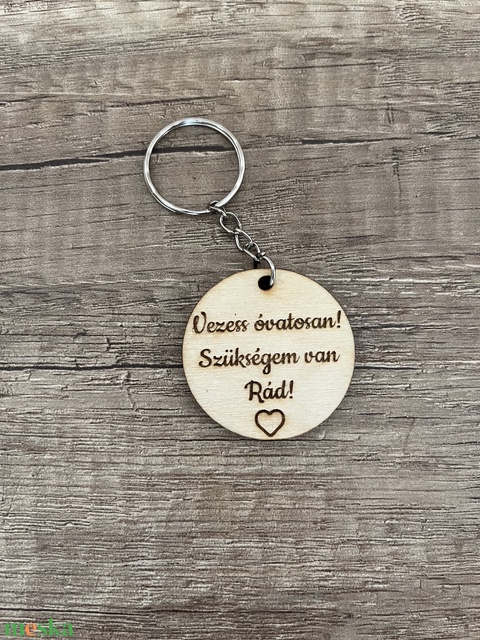 Vezess óvatosan!
Szükségem van
Rád!
meska